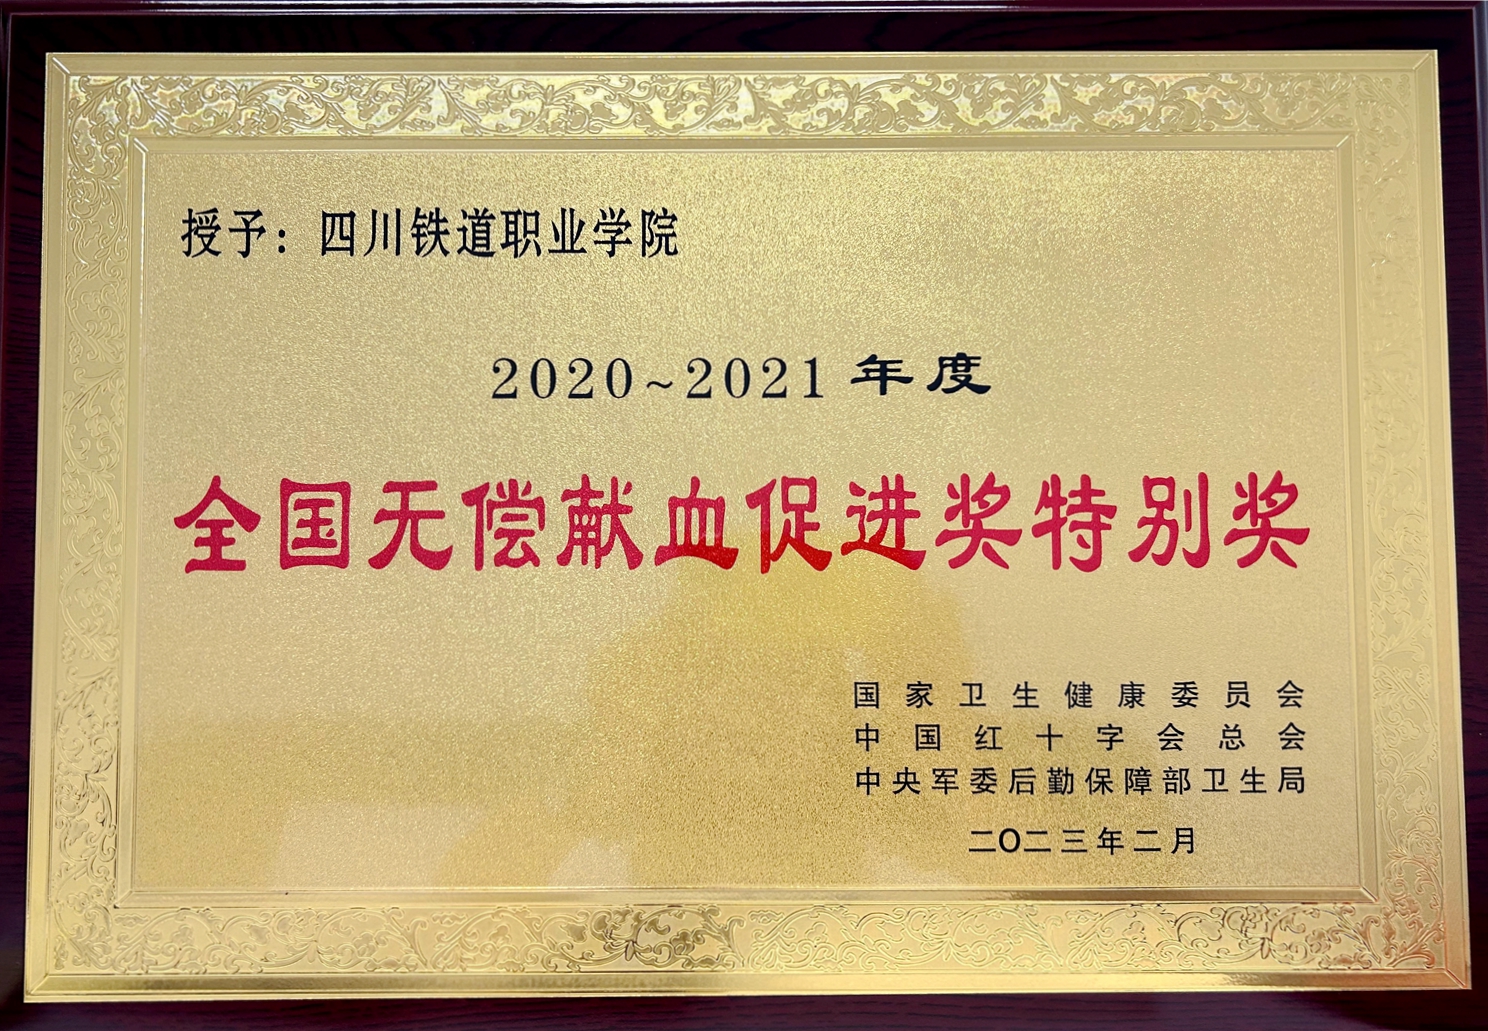 授予：四川铁道职业学院
2020~2021年度
全国无偿献血促进奖特别奖
国家卫生健康委员会
中国红十字会总会
中央军委后勤保障部卫生局
二〇二三年二月